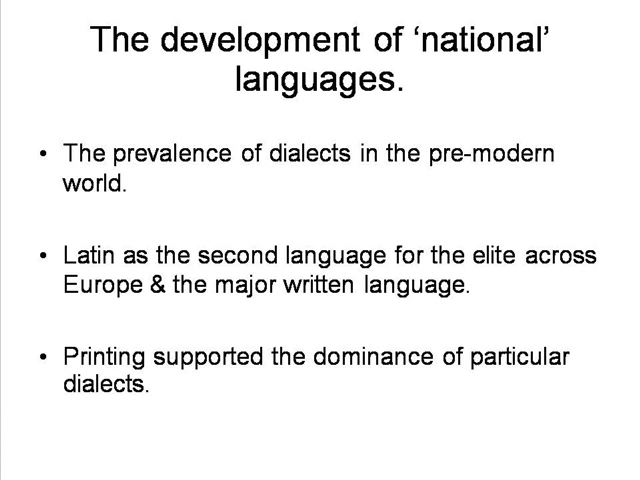 The development of ‘national’
languages.
• The prevalence of dialects in the pre-modern
world.
• Latin as the second language for the elite across
Europe & the major written language.
• Printing supported the dominance of particular
dialects.